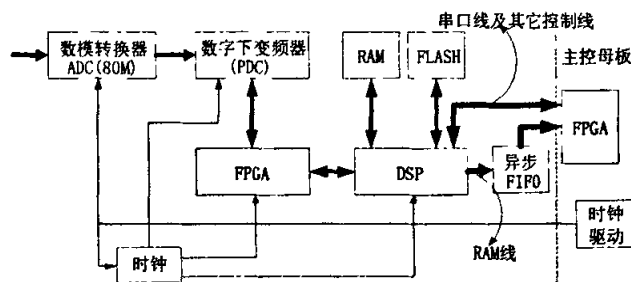 串口线及其它控制线
数模转换器
ADC(80M)
数字下变频器
(PDC)
RAM
FLASH
主控母板
FPGA
FPGA
DSP
异步
FIFO
时钟
驱动
时钟
RAM线